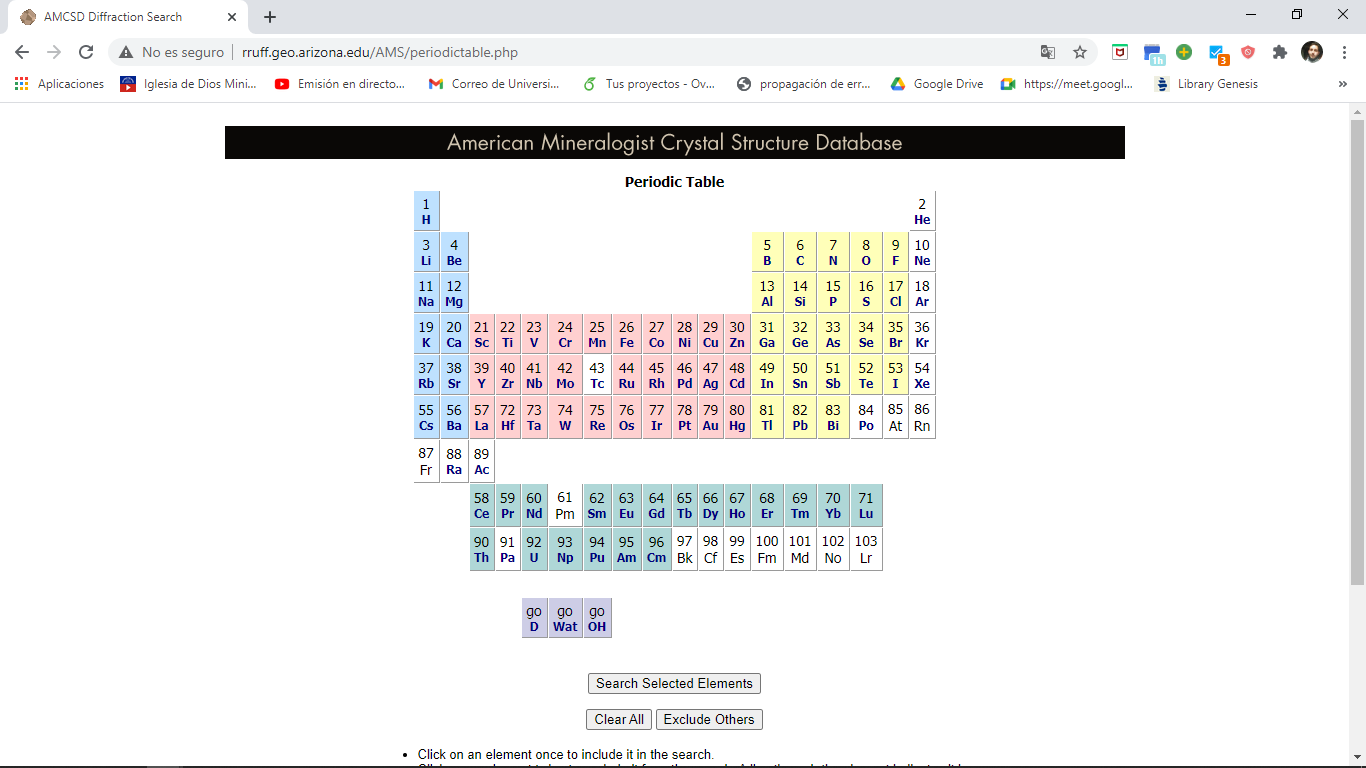 AMCSD Diffraction Search
No es seguro rruff.geo.arizona.edu/AMS/periodictable.php
1h 3
Aplicaciones Iglesia de Dios Mini... Emisión en directo... Correo de Universi... Tus proyectos - Ov... propagación de err... Google Drive https://meet.googl... Library Genesis »
American Mineralogist Crystal Structure Database
Periodic Table
1 2
H He
3 4 5 6 7 8 9 10
Li Be B C N O F Ne
11 12 13 14 15 16 17 18
Na Mg Al Si P S Cl Ar
19 20 21 22 23 24 25 26 27 28 29 30 31 32 33 34 35 36
K Ca Sc Ti V Cr Mn Fe Co Ni Cu Zn Ga Ge As Se Br Kr
37 38 39 40 41 42 43 44 45 46 47 48 49 50 51 52 53 54
Rb Sr Y Zr Nb Mo Tc Ru Rh Pd Ag Cd In Sn Sb Te I Xe
55 56 57 72 73 74 75 76 77 78 79 80 81 82 83 84 85 86
Cs Ba La Hf Ta W Re Os Ir Pt Au Hg Tl Pb Bi Po At Rn
87 88 89
Fr Ra Ac
58 59 60 61 62 63 64 65 66 67 68 69 70 71
Ce Pr Nd Pm Sm Eu Gd Tb Dy Ho Er Tm Yb Lu
90 91 92 93 94 95 96 97 98 99 100 101 102 103
Th Pa U Np Pu Am Cm Bk Cf Es Fm Md No Lr
go go go
D Wat OH
Search Selected Elements
Clear All Exclude Others
• Click on an element once to include it in the search.